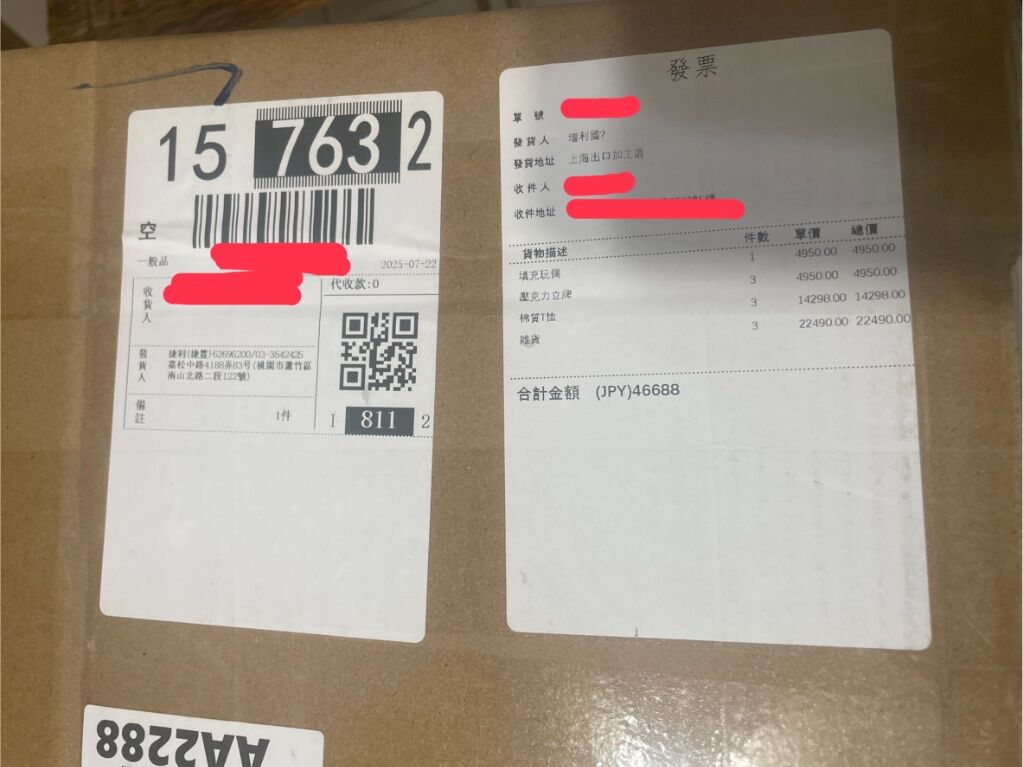 15 763 2
空
一般品
2025-07-22
收貨人
代收款:0
發貨人
捷利(捷豐)62696200/03-3542425
嘉松中路4188弄83号(桃園市蘆竹區
南山北路二段122號)
備註
1件
I 811 2
AA2288
發票
單 號
發貨人 增利國?
發貨地址 上海出口加工區
收件人
收件地址
貨物描述 件數 單價 總價
填充玩偶 1 4950.00 4950.00
壓克力立牌 3 4950.00 4950.00
棉質T恤 3 14298.00 14298.00
雜貨 3 22490.00 22490.00
合計金額 (JPY)46688